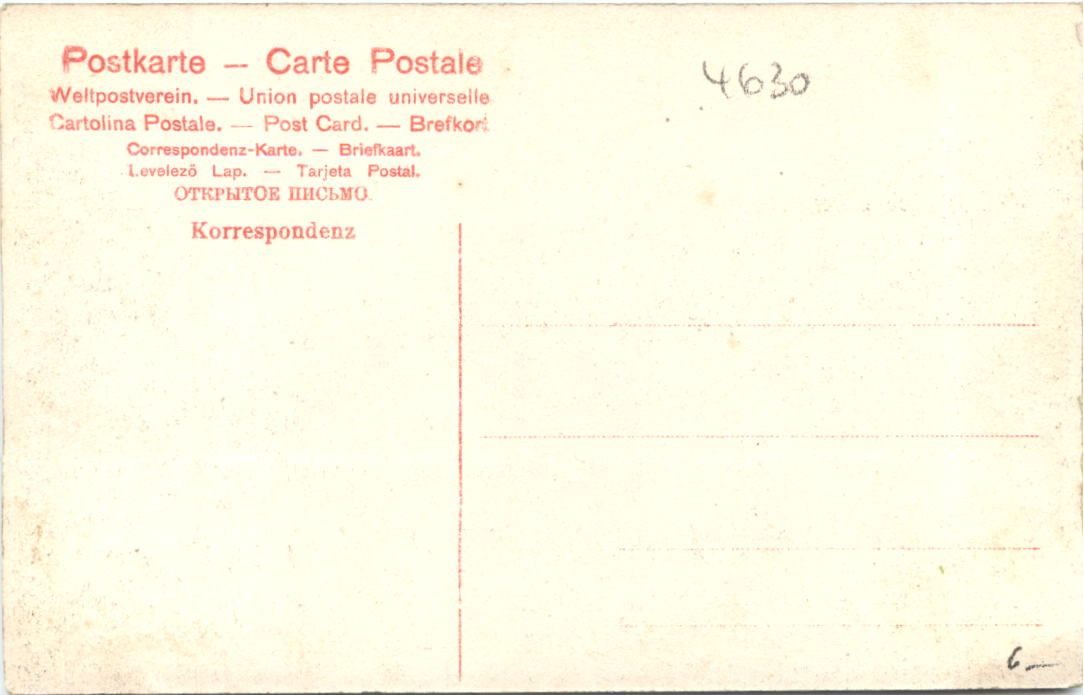 Postkarte — Carte Postale
4630
Weltpostverein. — Union postale universelle
Cartolina Postale. — Post Card. — Brefkort
Correspondenz-Karte. — Briefkaart.
Levelező Lap. — Tarjeta Postal.
ОТКРЫТОЕ ПИСЬМО.
Korrespondenz
6—